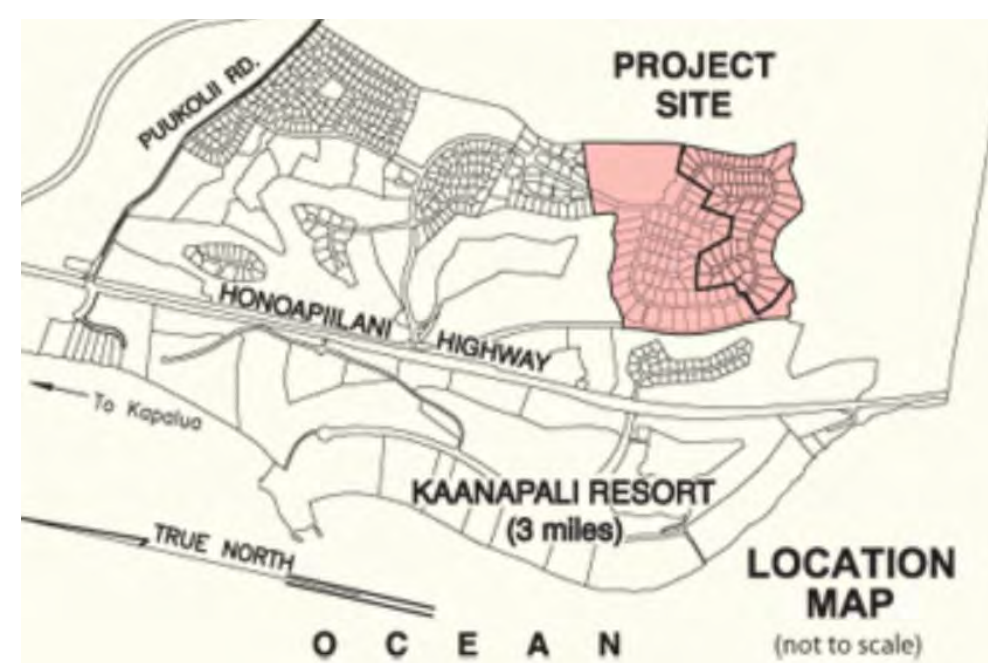 PROJECT
SITE
PUUKOLII RD.
HONOAPIILANI
HIGHWAY
To Kapalua
KAANAPALI RESORT
(3 miles)
TRUE NORTH
LOCATION
MAP
(not to scale)
OCEAN